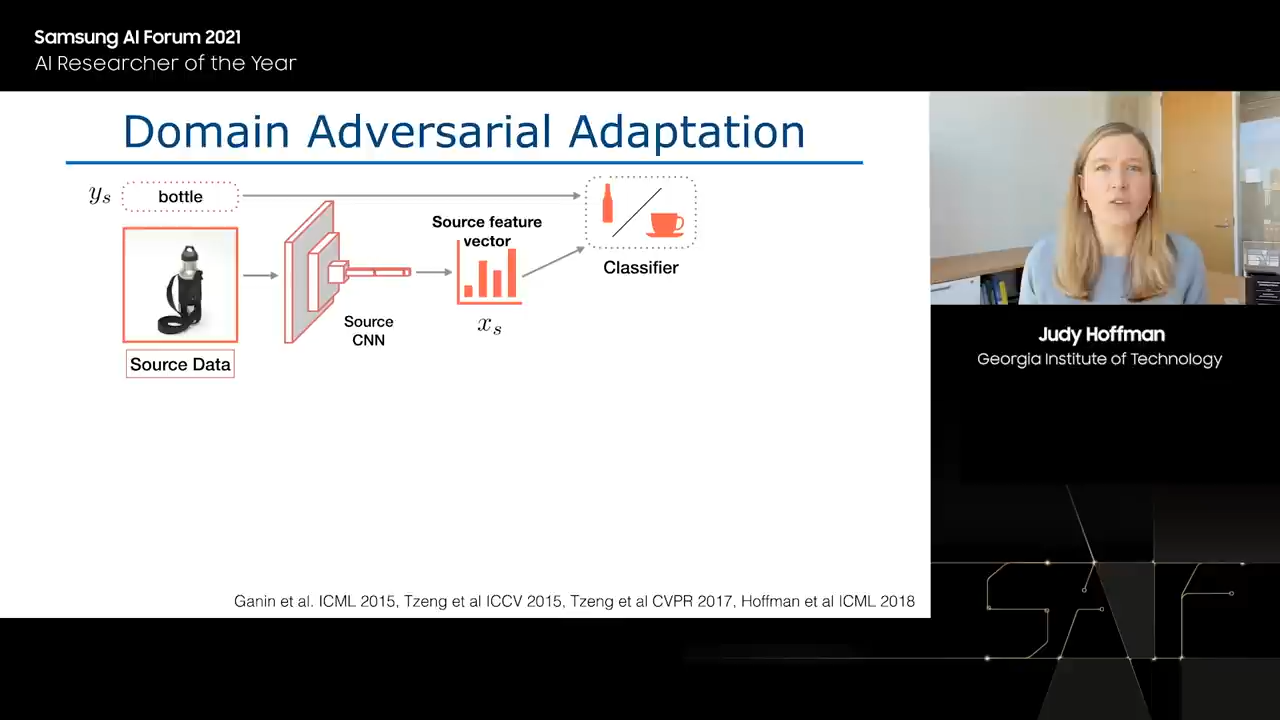 Samsung AI Forum 2021
AI Researcher of the Year
Domain Adversarial Adaptation
yₛ
bottle
Source feature
vector
Classifier
Source
CNN
xₛ
Source Data
Ganin et al. ICML 2015, Tzeng et al ICCV 2015, Tzeng et al CVPR 2017, Hoffman et al ICML 2018
Judy Hoffman
Georgia Institute of Technology